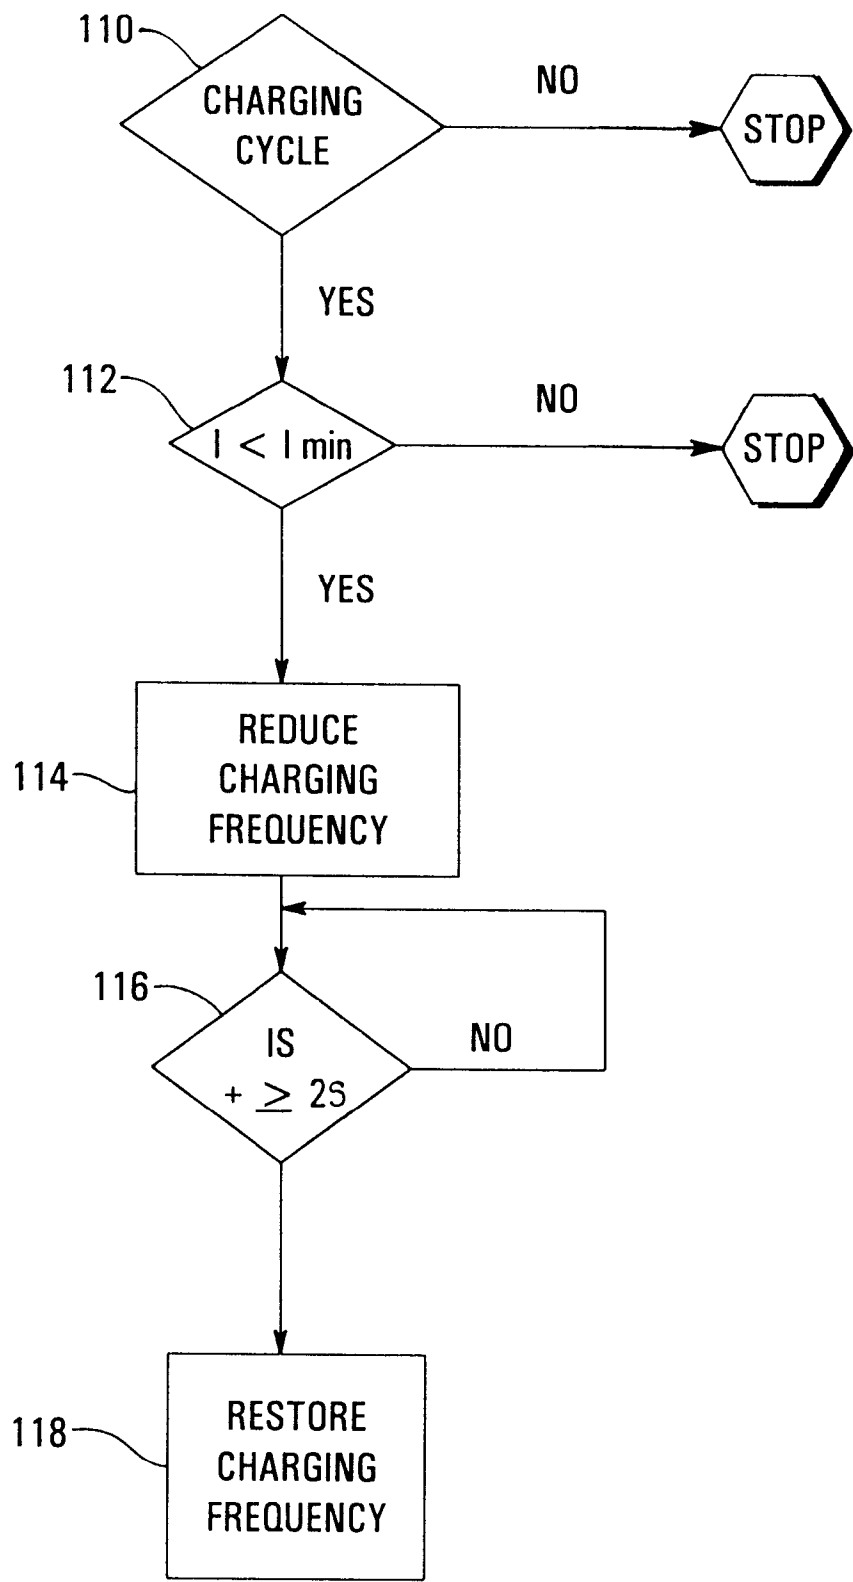 110
CHARGING
CYCLE
NO
STOP
YES
112
I < I min
NO
STOP
YES
114
REDUCE
CHARGING
FREQUENCY
116
IS
+ ≥ 2S
NO
118
RESTORE
CHARGING
FREQUENCY